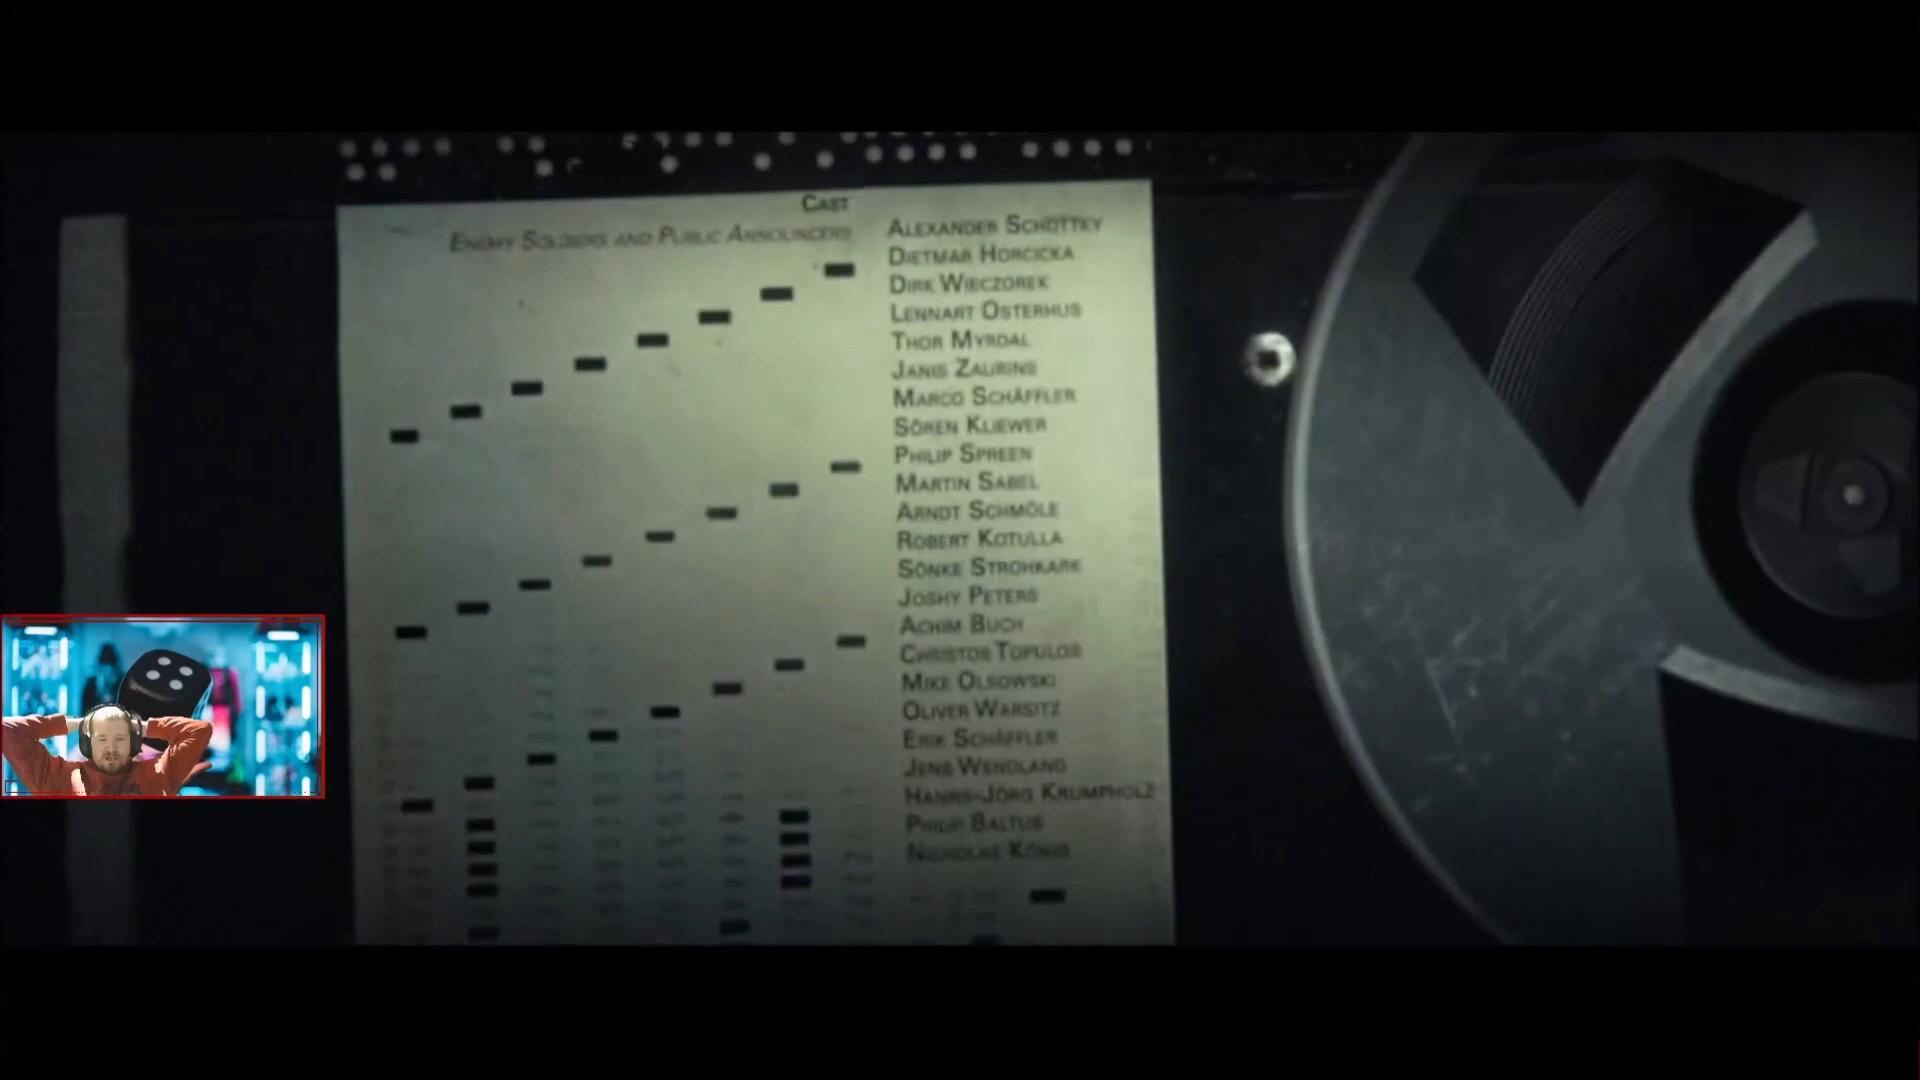 CAST
ENEMY SOLDIERS AND PUBLIC ANNOUNCERS
ALEXANDER SCHOTTKY
DIETMAR HORCICKA
DIRK WIECZOREK
LENNART OSTERHUS
THOR MYRDAL
JANIS ZAURINS
MARCO SCHÄFFLER
SÖREN KLIEWER
PHILIP SPREEN
MARTIN SABEL
ARNDT SCHMÖLE
ROBERT KOTULLA
SÖNKE STROHKARK
JOSHY PETERS
ACHIM BUCH
CHRISTOS TOPULOS
MIKE OLSOWSKI
OLIVER WARSITZ
ERIK SCHÄFFLER
JENS WENDLAND
HANNS-JÖRG KRUMPHOLZ
PHILIP BALTUS
NICHOLAS KÖNIG